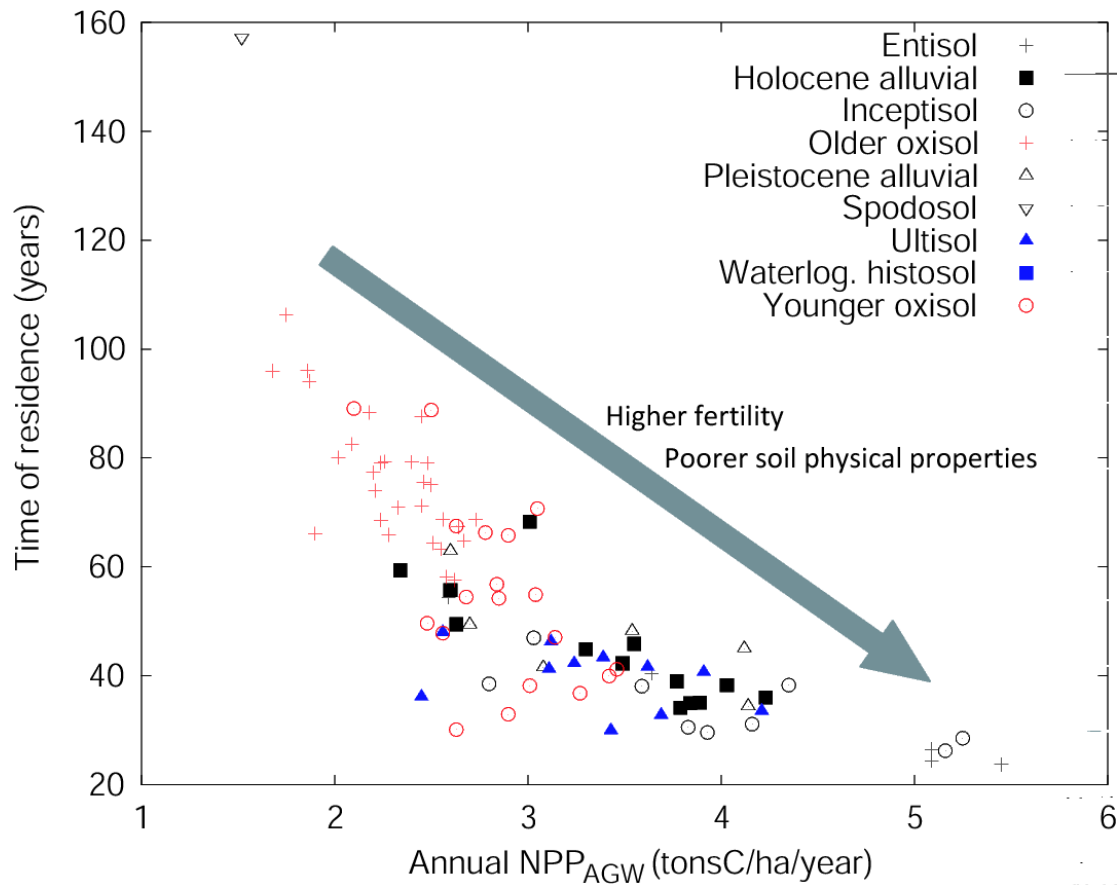 160
140
120
100
80
60
40
20
Time of residence (years)
Entisol
Holocene alluvial
Inceptisol
Older oxisol
Pleistocene alluvial
Spodosol
Ultisol
Waterlog. histosol
Younger oxisol
Higher fertility
Poorer soil physical properties
1 2 3 4 5 6
Annual NPP_AGW (tonsC/ha/year)